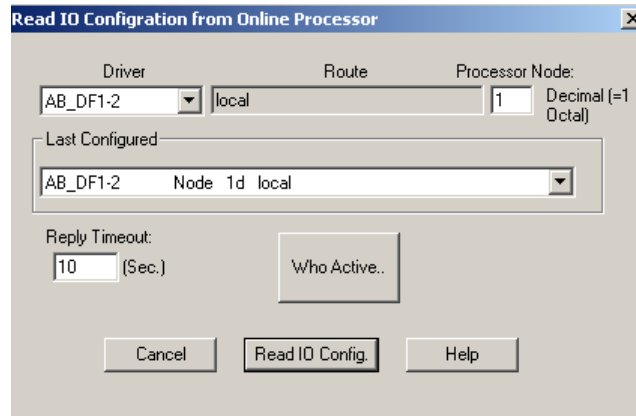 Read IO Configration from Online Processor
Driver Route Processor Node:
AB_DF1-2 local 1 Decimal (=1
Octal)
Last Configured
AB_DF1-2 Node 1d local
Reply Timeout:
10 (Sec.) Who Active..
Cancel Read IO Config. Help